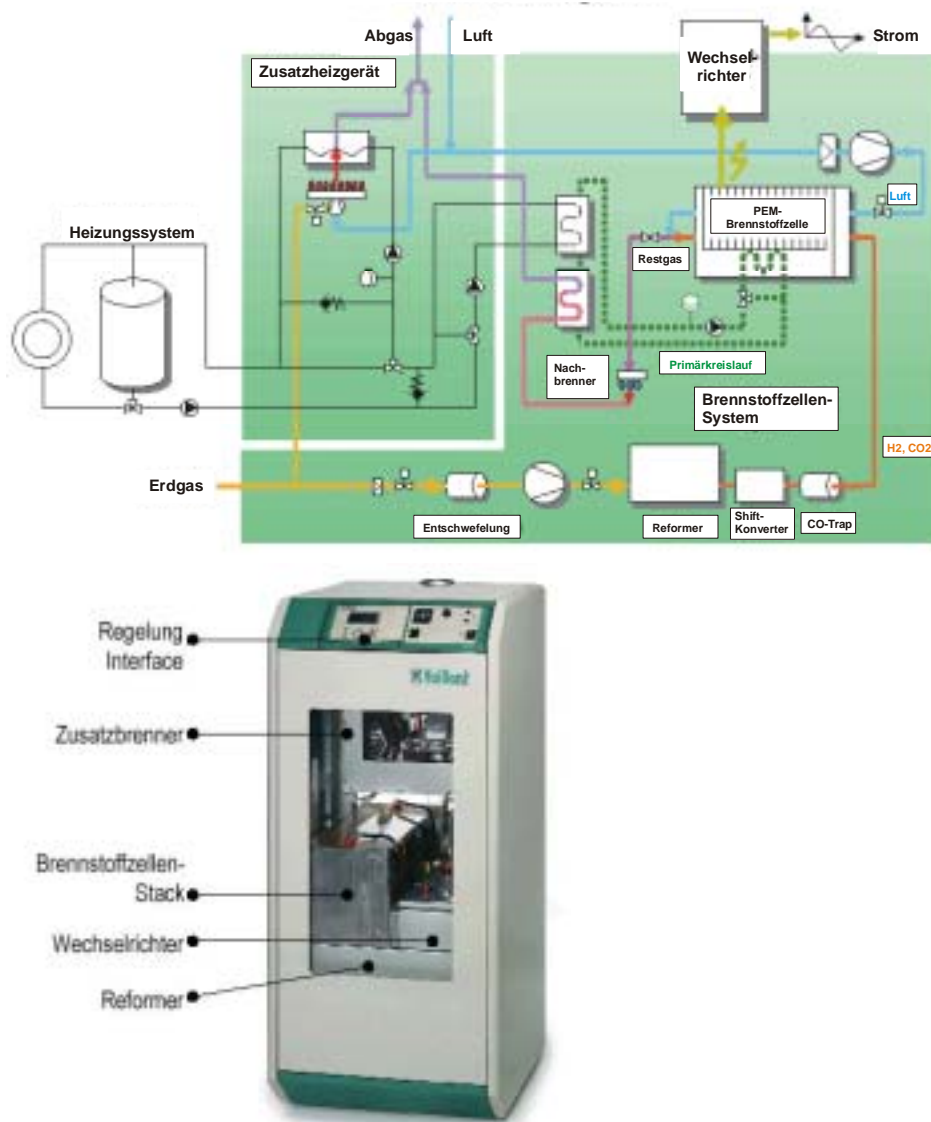 Abgas
Luft
Strom
Zusatzheizgerät
Wechsel-
richter
Luft
PEM-
Brennstoffzelle
Heizungssystem
Restgas
Nach-
brenner
Primärkreislauf
Brennstoffzellen-
System
H2, CO2
Erdgas
Entschwefelung
Reformer
Shift-
Konverter
CO-Trap
Regelung
Interface
Vaillant
Zusatzbrenner
Brennstoffzellen-
Stack
Wechselrichter
Reformer